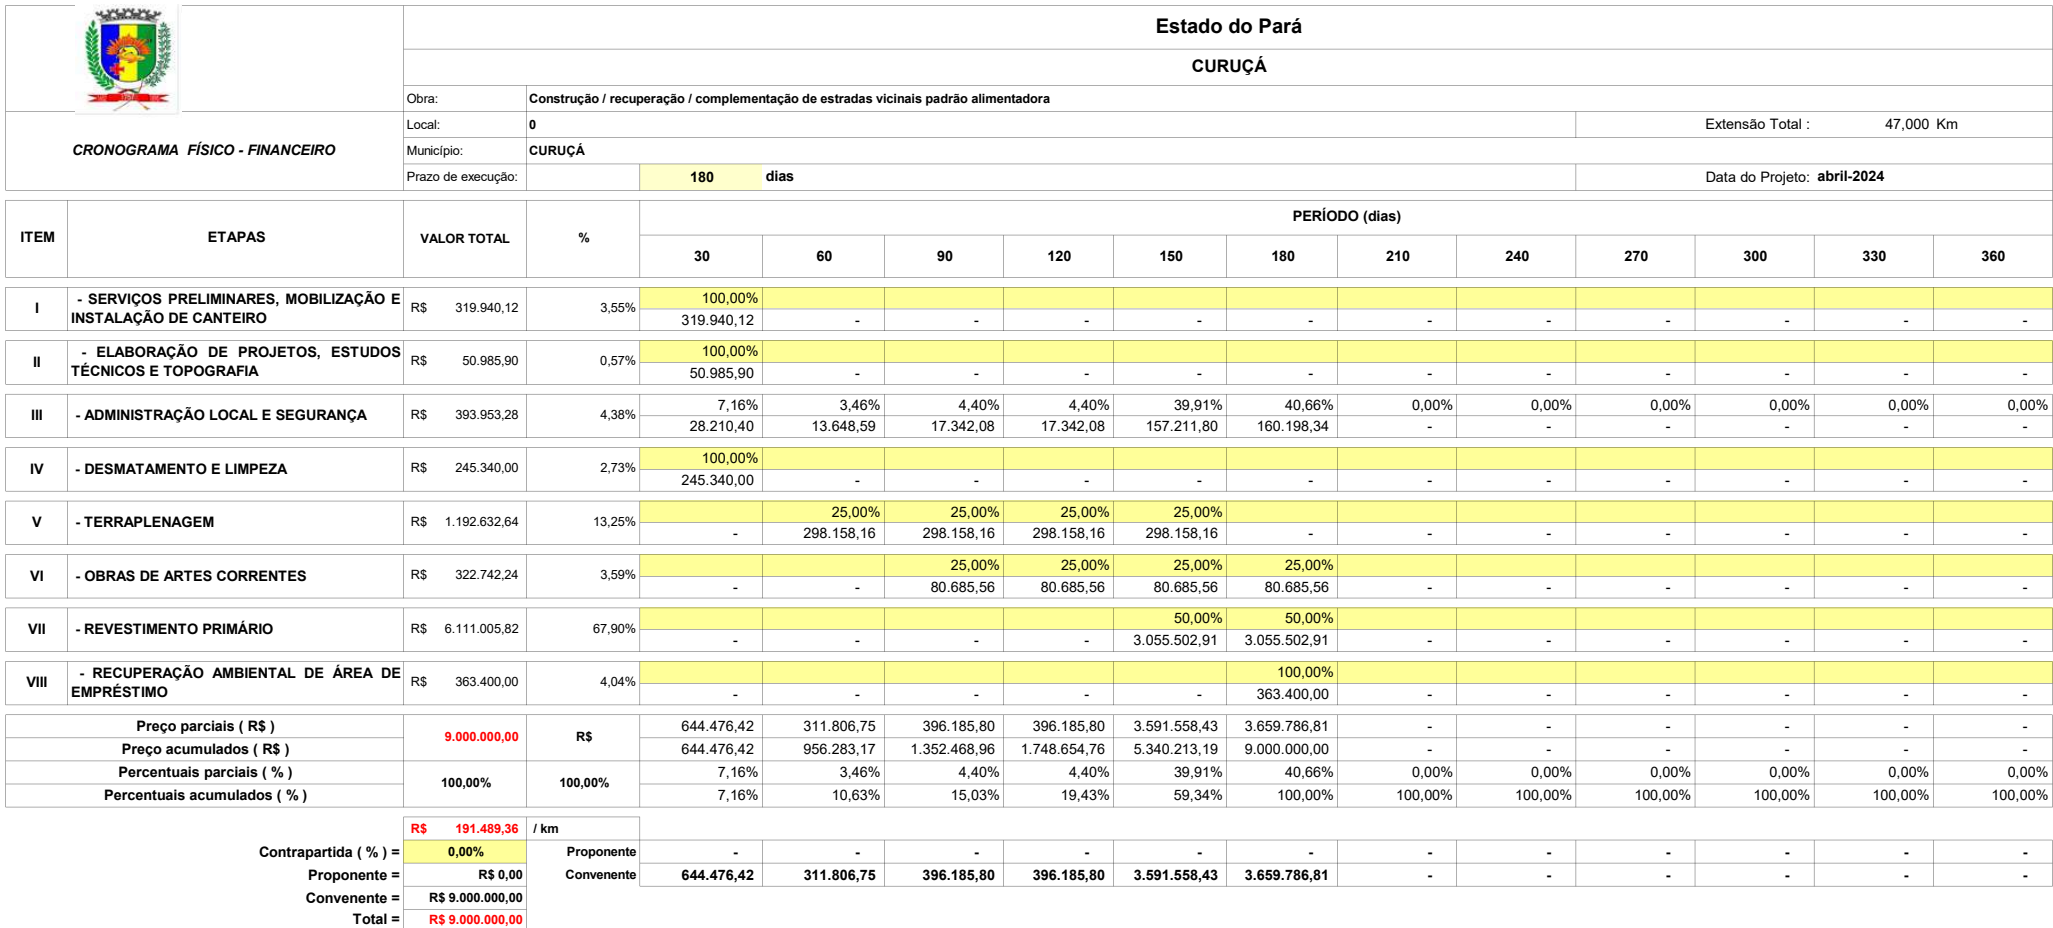 Estado do Pará
CURUÇÁ
Obra: Construção / recuperação / complementação de estradas vicinais padrão alimentadora
Local: 0 Extensão Total : 47,000 Km
CRONOGRAMA FÍSICO - FINANCEIRO
Município: CURUÇÁ
Prazo de execução: 180 dias Data do Projeto: abril-2024
ITEM ETAPAS VALOR TOTAL % PERÍODO (dias)
30 60 90 120 150 180 210 240 270 300 330 360
I - SERVIÇOS PRELIMINARES, MOBILIZAÇÃO E R$ 319.940,12 3,55% 100,00%
INSTALAÇÃO DE CANTEIRO 319.940,12 - - - - - - - - - - -
II - ELABORAÇÃO DE PROJETOS, ESTUDOS R$ 50.985,90 0,57% 100,00%
TÉCNICOS E TOPOGRAFIA 50.985,90 - - - - - - - - - - -
III - ADMINISTRAÇÃO LOCAL E SEGURANÇA R$ 393.953,28 4,38% 7,16% 3,46% 4,40% 4,40% 39,91% 40,66% 0,00% 0,00% 0,00% 0,00% 0,00% 0,00%
28.210,40 13.648,59 17.342,08 17.342,08 157.211,80 160.198,34 - - - - - -
IV - DESMATAMENTO E LIMPEZA R$ 245.340,00 2,73% 100,00%
245.340,00 - - - - - - - - - - -
V - TERRAPLENAGEM R$ 1.192.632,64 13,25% 25,00% 25,00% 25,00% 25,00%
- 298.158,16 298.158,16 298.158,16 298.158,16 - - - - - - -
VI - OBRAS DE ARTES CORRENTES R$ 322.742,24 3,59% 25,00% 25,00% 25,00% 25,00%
- - 80.685,56 80.685,56 80.685,56 80.685,56 - - - - - -
VII - REVESTIMENTO PRIMÁRIO R$ 6.111.005,82 67,90% 50,00% 50,00%
- - - - 3.055.502,91 3.055.502,91 - - - - - -
VIII - RECUPERAÇÃO AMBIENTAL DE ÁREA DE R$ 363.400,00 4,04% 100,00%
EMPRÉSTIMO - - - - - 363.400,00 - - - - - -
Preço parciais ( R$ ) 9.000.000,00 R$ 644.476,42 311.806,75 396.185,80 396.185,80 3.591.558,43 3.659.786,81 - - - - - -
Preço acumulados ( R$ ) 644.476,42 956.283,17 1.352.468,96 1.748.654,76 5.340.213,19 9.000.000,00 - - - - - -
Percentuais parciais ( % ) 100,00% 100,00% 7,16% 3,46% 4,40% 4,40% 39,91% 40,66% 0,00% 0,00% 0,00% 0,00% 0,00% 0,00%
Percentuais acumulados ( % ) 7,16% 10,63% 15,03% 19,43% 59,34% 100,00% 100,00% 100,00% 100,00% 100,00% 100,00% 100,00%
R$ 191.489,36 / km
Contrapartida ( % ) = 0,00% Proponente - - - - - - - - - - - -
Proponente = R$ 0,00 Convenente 644.476,42 311.806,75 396.185,80 396.185,80 3.591.558,43 3.659.786,81 - - - - - -
Convenente = R$ 9.000.000,00
Total = R$ 9.000.000,00